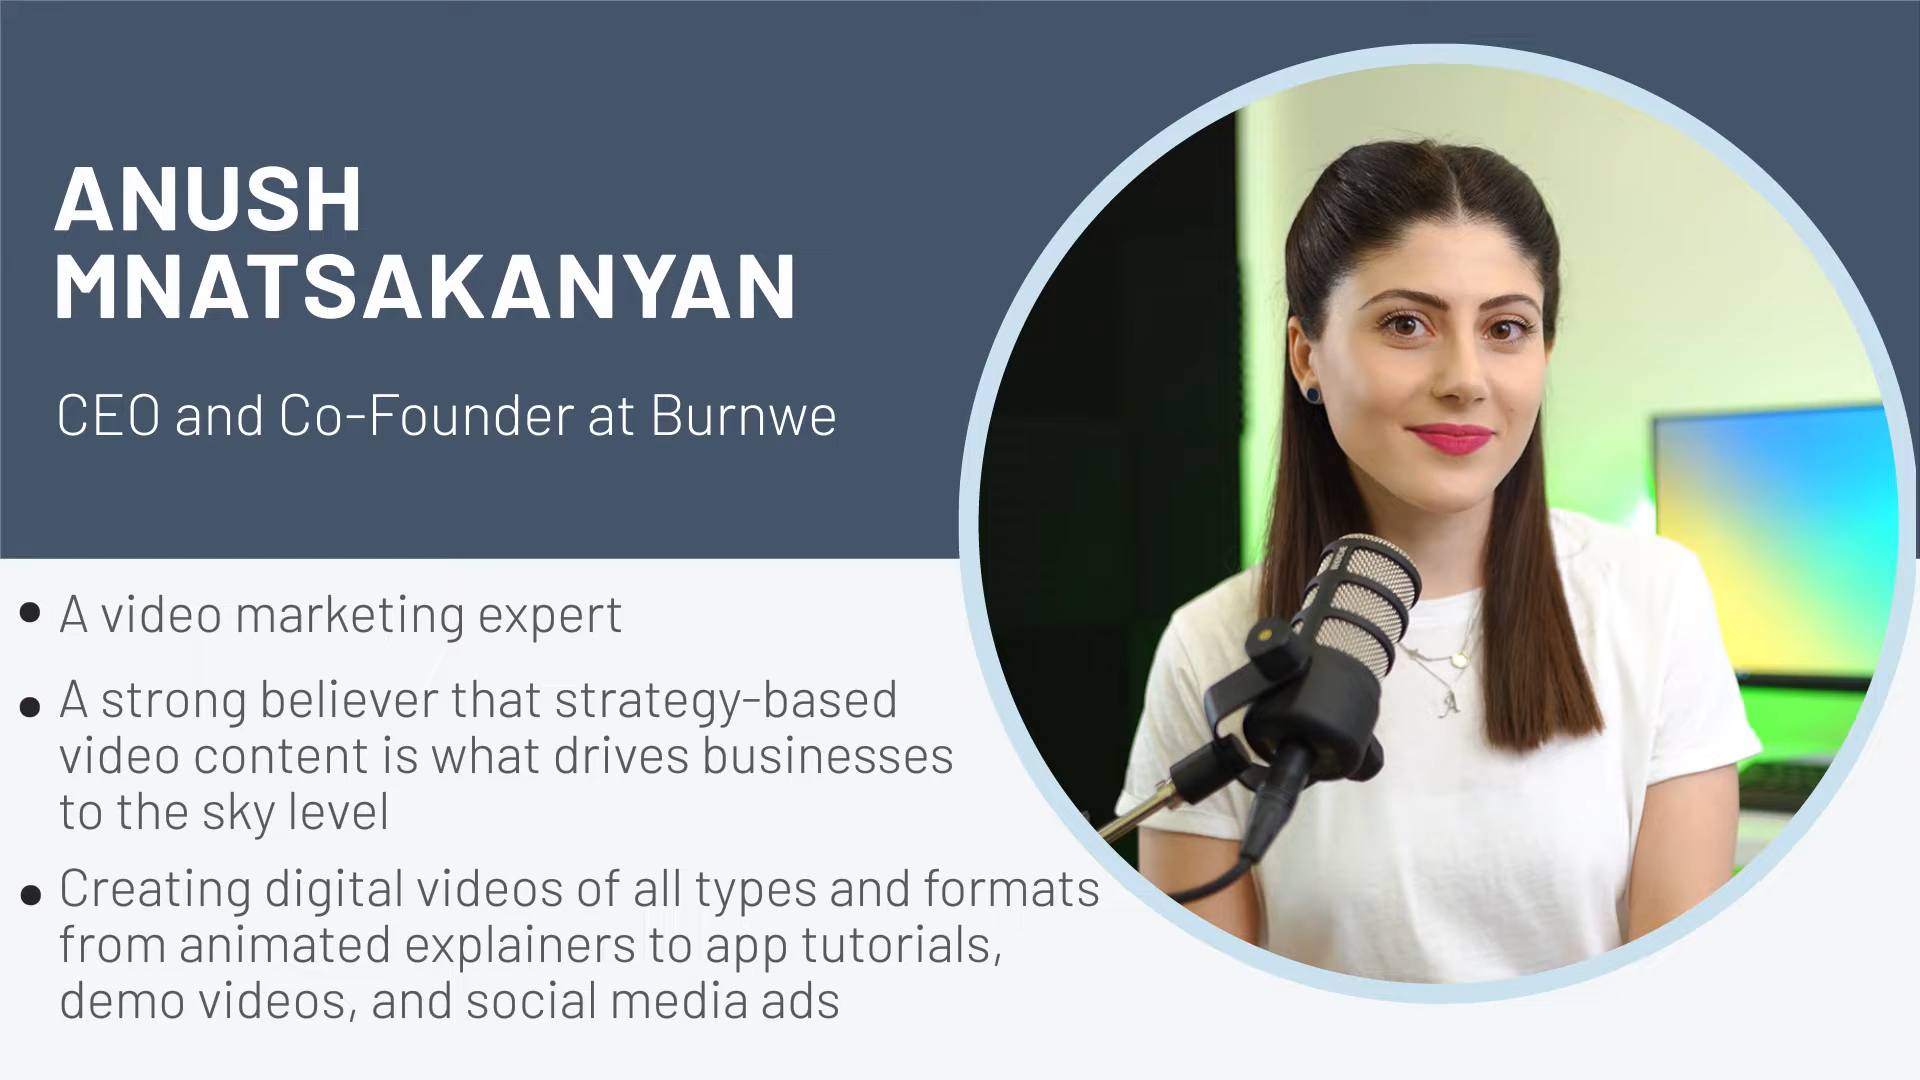 ANUSH
MNATSAKANYAN
CEO and Co-Founder at Burnwe
• A video marketing expert
• A strong believer that strategy-based
video content is what drives businesses
to the sky level
• Creating digital videos of all types and formats
from animated explainers to app tutorials,
demo videos, and social media ads